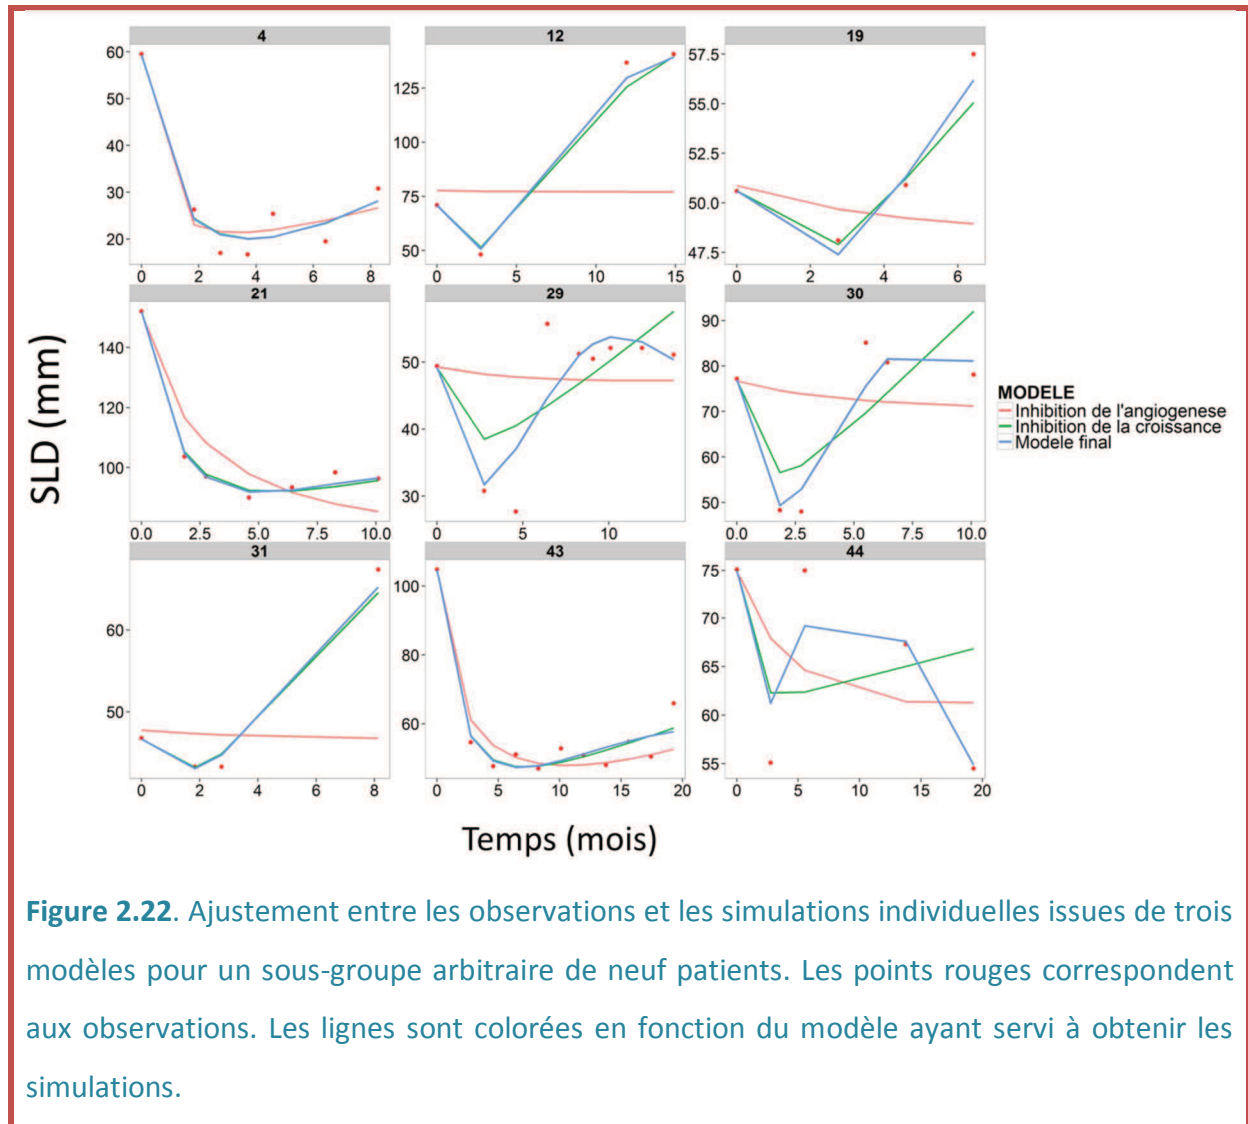 4 12 19
60
50
40
30
20
0 2 4 6 8
125
100
75
50
0 5 10 15
57.5
55.0
52.5
50.0
47.5
0 2 4 6
21 29 30
140
120
100
0.0 2.5 5.0 7.5 10.0
50
40
30
0 5 10
90
80
70
60
50
0.0 2.5 5.0 7.5 10.0
31 43 44
60
50
0 2 4 6 8
100
80
60
0 5 10 15 20
75
70
65
60
55
0 5 10 15 20
SLD (mm)
Temps (mois)
MODELE
Inhibition de l'angiogenese
Inhibition de la croissance
Modele final
Figure 2.22. Ajustement entre les observations et les simulations individuelles issues de trois
modèles pour un sous-groupe arbitraire de neuf patients. Les points rouges correspondent
aux observations. Les lignes sont colorées en fonction du modèle ayant servi à obtenir les
simulations.